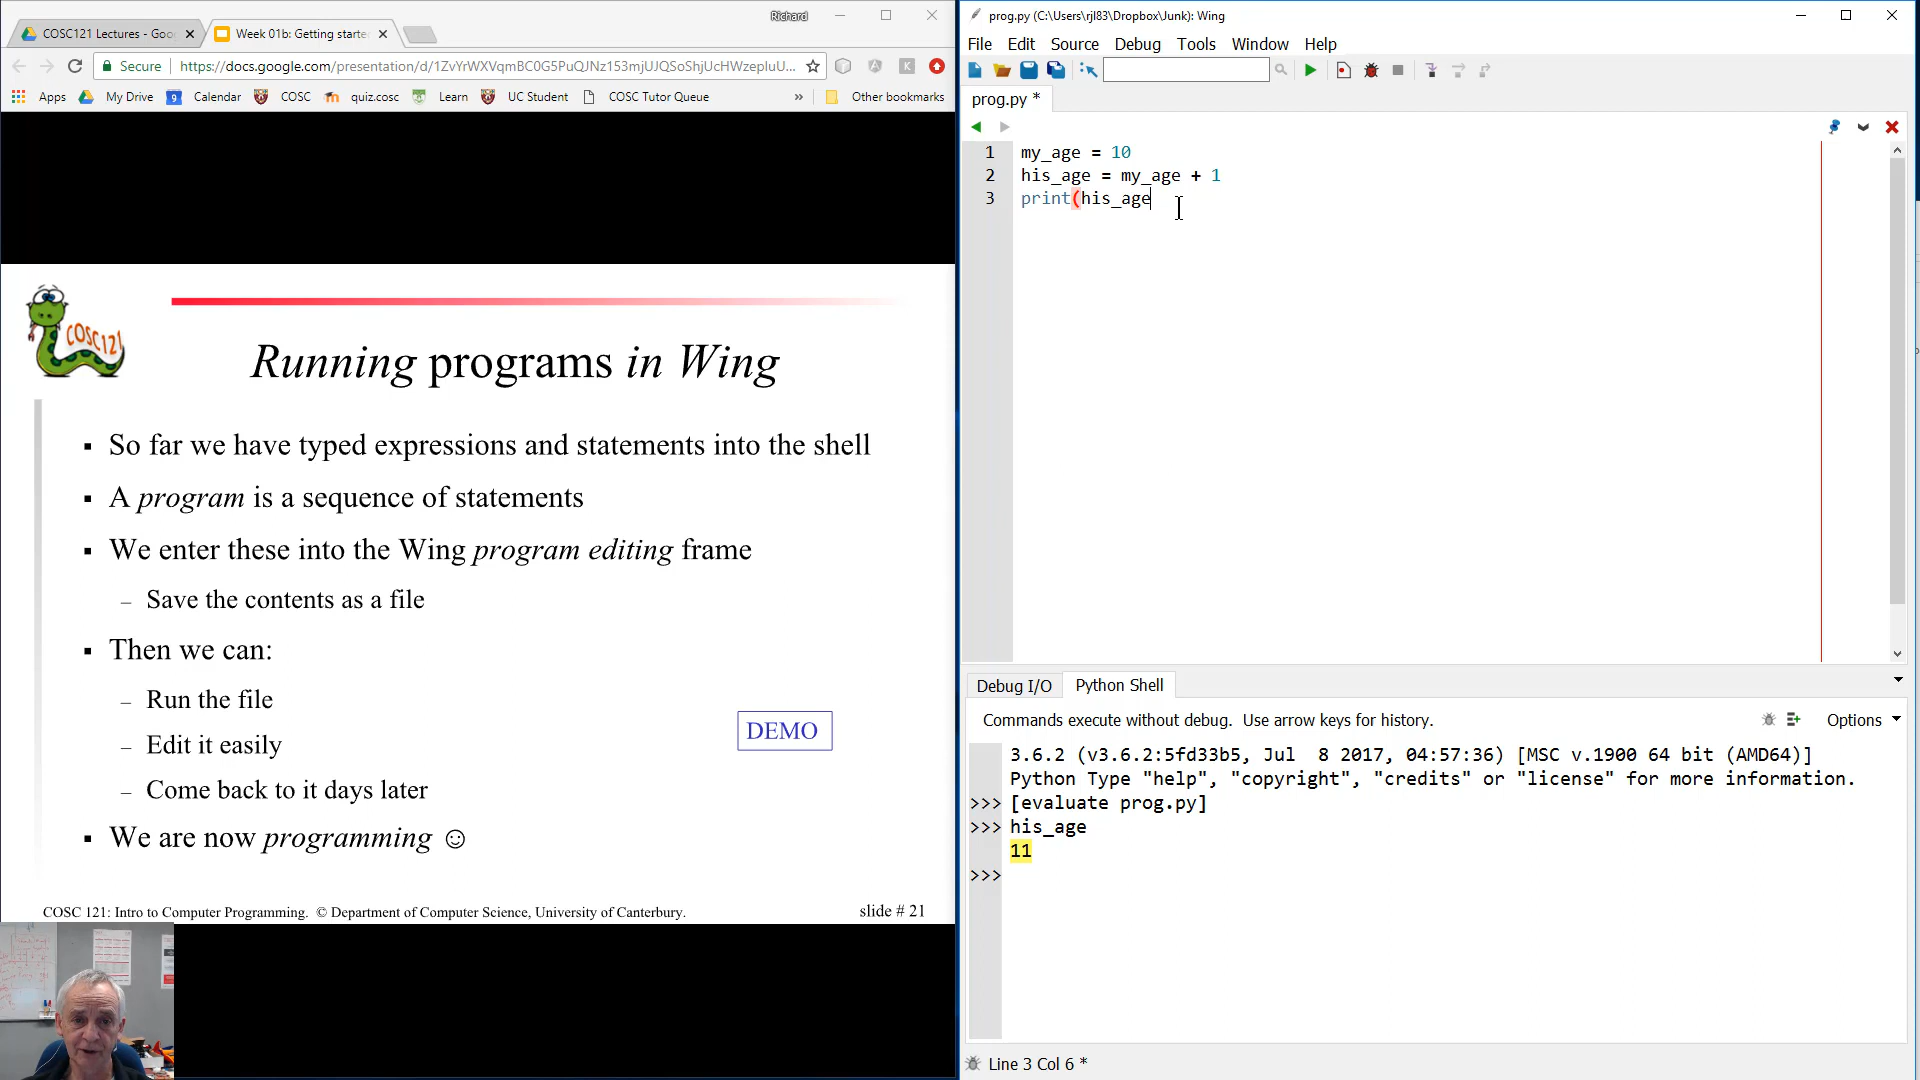 Richard
COSC121 Lectures - Goo
Week 01b: Getting starte
Secure
https://docs.google.com/presentation/d/1ZvYrWXVqmBC0G5PuQJNz153mjUJQSoShjUcHWzepIuU...
K
Apps
My Drive
9
Calendar
COSC
quiz.cosc
Learn
UC Student
COSC Tutor Queue
»
Other bookmarks
COSC121
Running programs in Wing
▪ So far we have typed expressions and statements into the shell
▪ A program is a sequence of statements
▪ We enter these into the Wing program editing frame
– Save the contents as a file
▪ Then we can:
– Run the file
– Edit it easily
– Come back to it days later
DEMO
▪ We are now programming ☺
COSC 121: Intro to Computer Programming. © Department of Computer Science, University of Canterbury.
slide # 21
prog.py (C:\Users\rjl83\Dropbox\Junk): Wing
File Edit Source Debug Tools Window Help
prog.py *
1 my_age = 10
2 his_age = my_age + 1
3 print(his_age
Debug I/O
Python Shell
Commands execute without debug. Use arrow keys for history.
Options
3.6.2 (v3.6.2:5fd33b5, Jul 8 2017, 04:57:36) [MSC v.1900 64 bit (AMD64)]
Python Type "help", "copyright", "credits" or "license" for more information.
>>> [evaluate prog.py]
>>> his_age
11
>>>
Line 3 Col 6 *